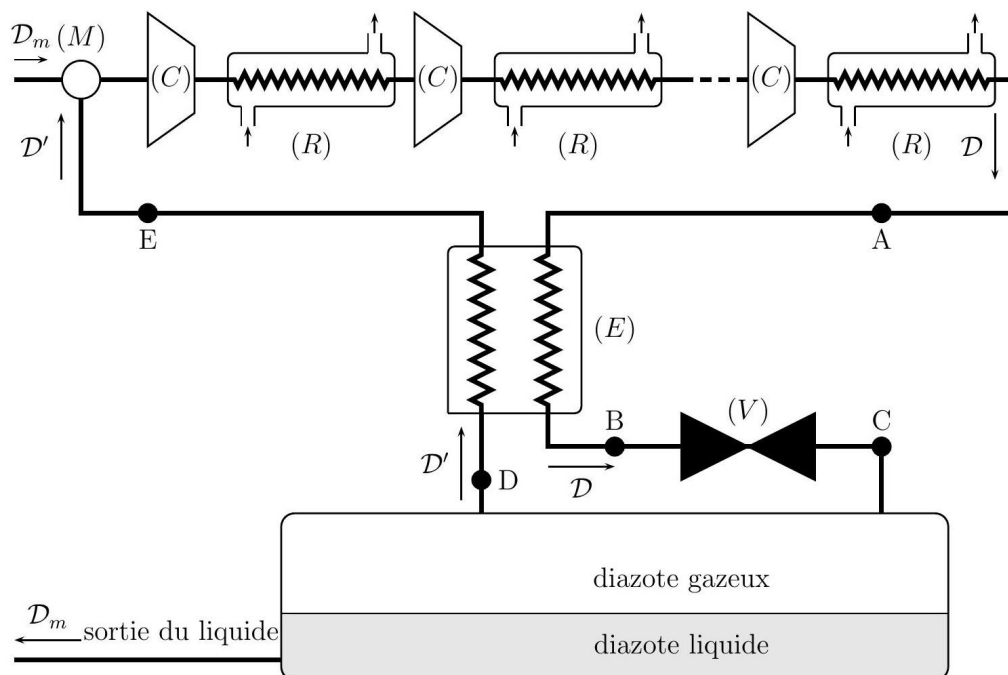 𝒟ₘ (M)
(C) (C) (C)
(R) (R) (R)
𝒟′ 𝒟
E A
(E)
(V)
B C
𝒟′ D 𝒟
diazote gazeux
𝒟ₘ sortie du liquide
diazote liquide